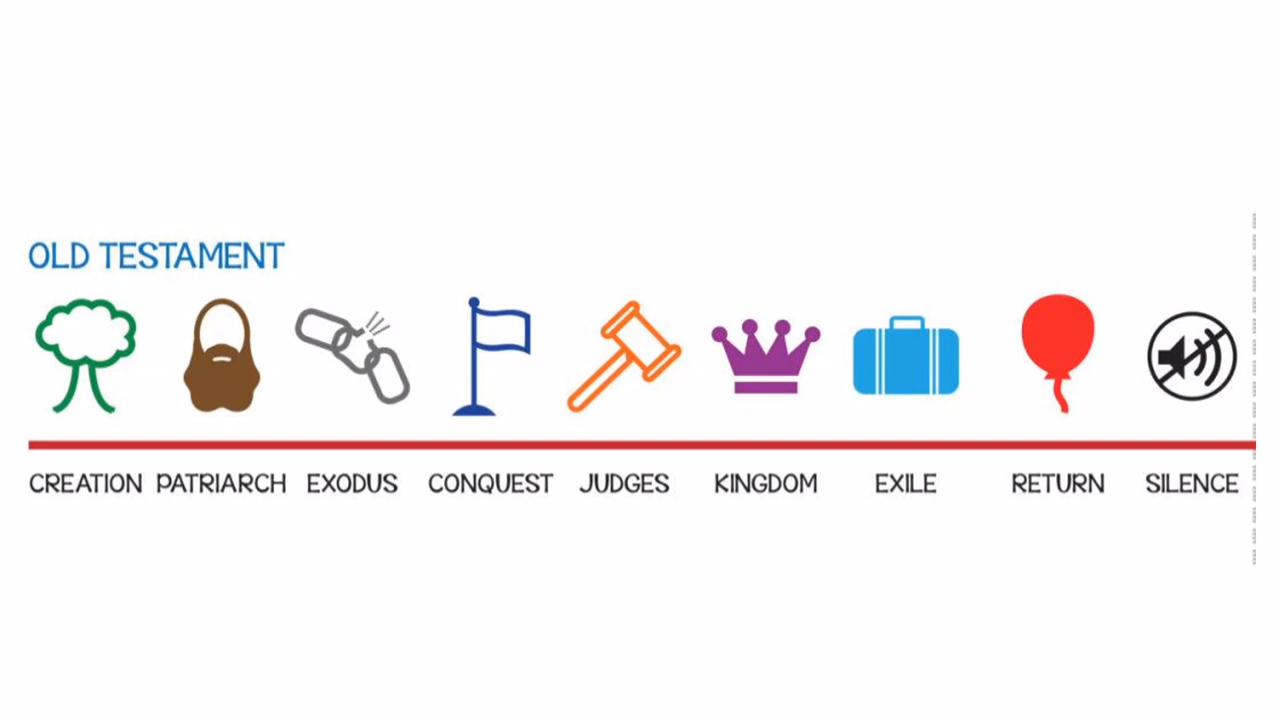 OLD TESTAMENT
CREATION PATRIARCH EXODUS CONQUEST JUDGES KINGDOM EXILE RETURN SILENCE